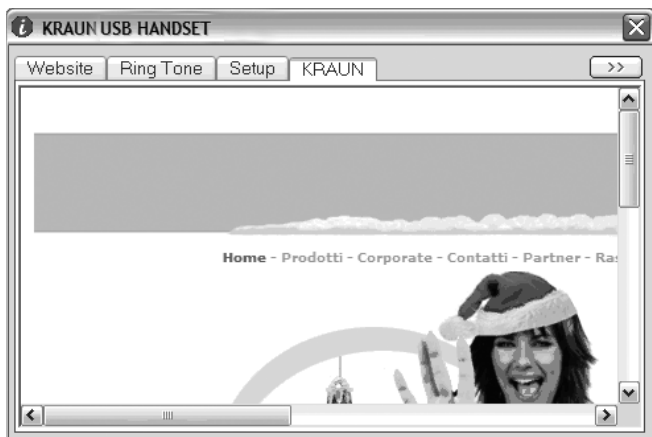 KRAUN USB HANDSET
Website Ring Tone Setup KRAUN >>
Home - Prodotti - Corporate - Contatti - Partner - Ras